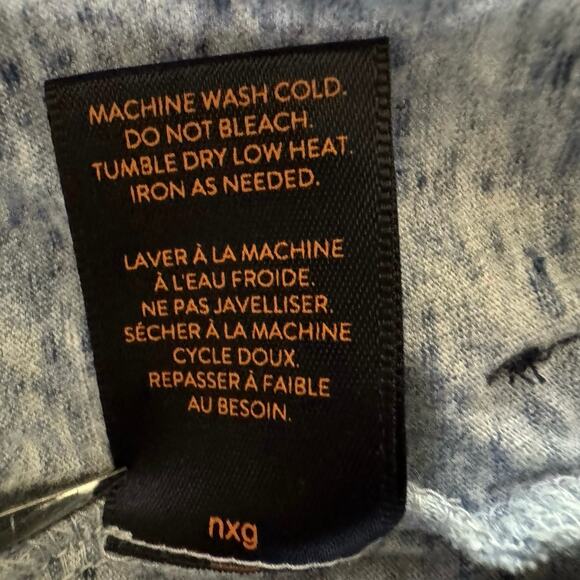 MACHINE WASH COLD.
DO NOT BLEACH.
TUMBLE DRY LOW HEAT.
IRON AS NEEDED.
LAVER À LA MACHINE
À L'EAU FROIDE.
NE PAS JAVELLISER.
SÉCHER À LA MACHINE
CYCLE DOUX.
REPASSER À FAIBLE
AU BESOIN.
nxg